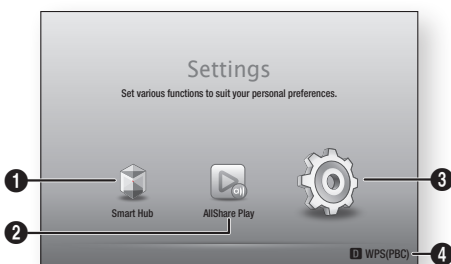 Settings
Set various functions to suit your personal preferences.
1
3
Smart Hub
AllShare Play
2
D WPS(PBC)
4